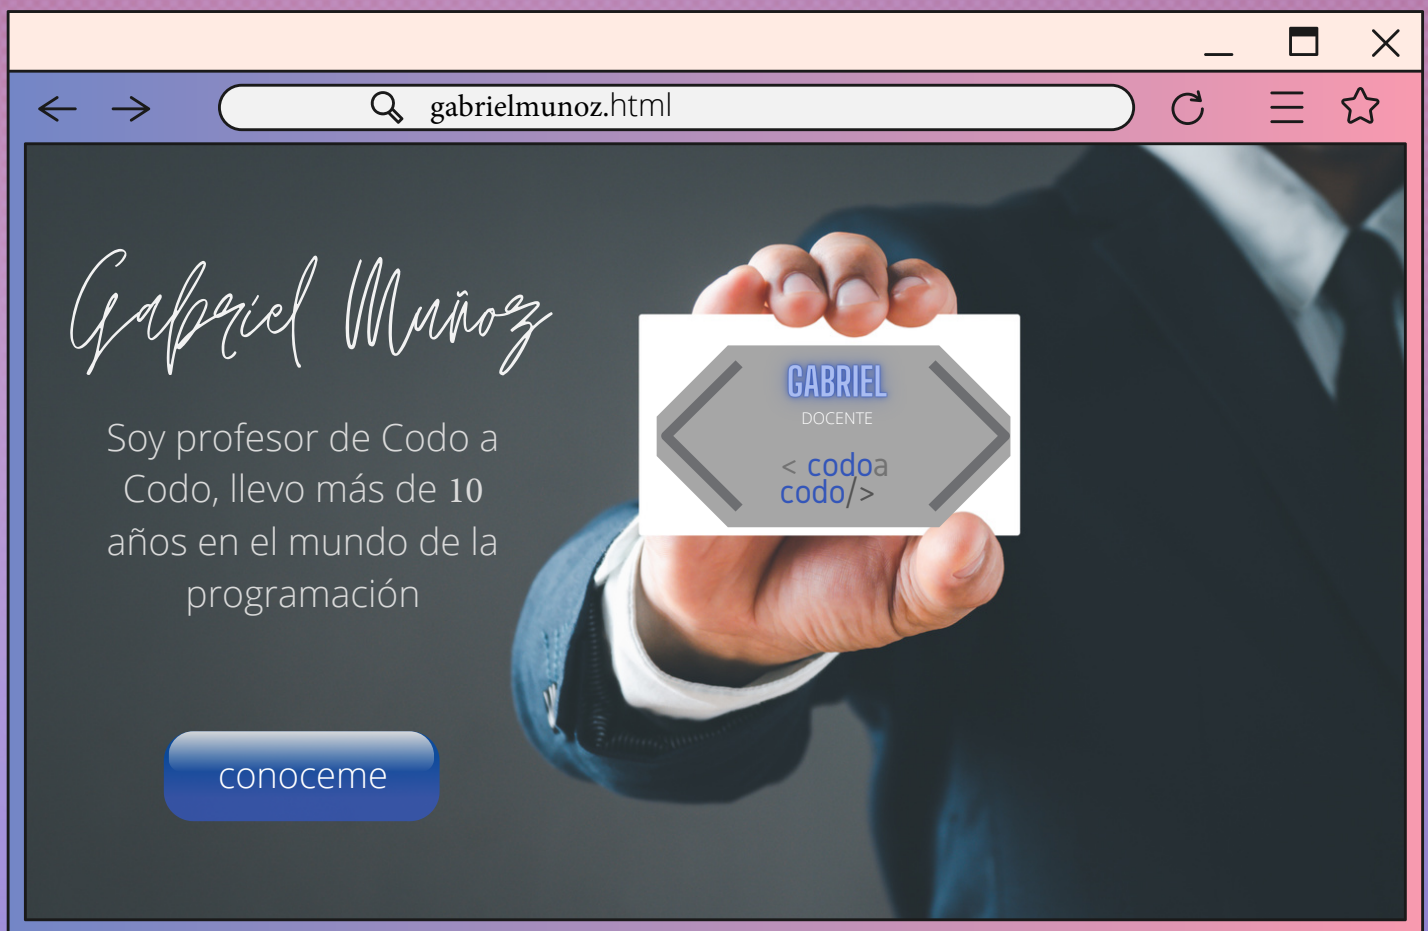 gabrielmunoz.html
Gabriel Muñoz
Soy profesor de Codo a
Codo, llevo más de 10
años en el mundo de la
programación
conoceme
GABRIEL
DOCENTE
< codoa
codo/>